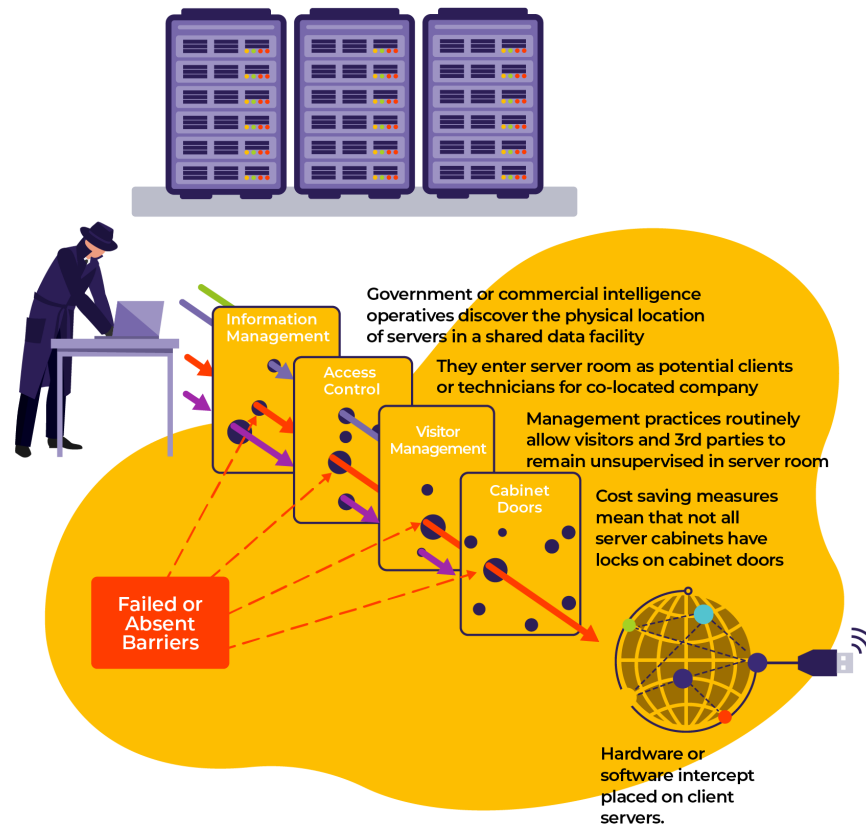 Information
Management
Government or commercial intelligence
operatives discover the physical location
of servers in a shared data facility
Access
Control
They enter server room as potential clients
or technicians for co-located company
Visitor
Management
Management practices routinely
allow visitors and 3rd parties to
remain unsupervised in server room
Cabinet
Doors
Cost saving measures
mean that not all
server cabinets have
locks on cabinet doors
Failed or
Absent
Barriers
Hardware or
software intercept
placed on client
servers.